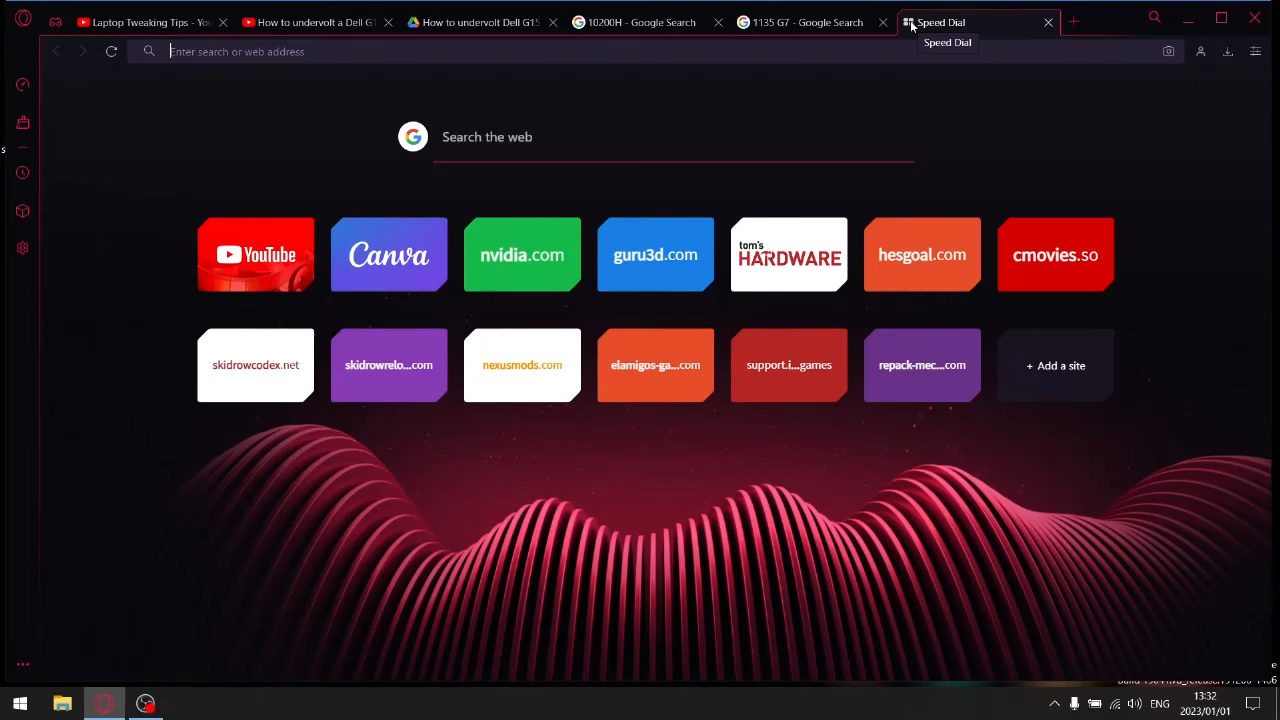 Laptop Tweaking Tips - You
How to undervolt a Dell G1
How to undervolt Dell G15
10200H - Google Search
1135 G7 - Google Search
Speed Dial
Speed Dial
Enter search or web address
Search the web
YouTube
Canva
nvidia.com
guru3d.com
tom's
HARDWARE
hesgoal.com
cmovies.so
skidrowcodex.net
skidrowrelo...com
nexusmods.com
elamigos-ga...com
support.i...games
repack-mec...com
+ Add a site
ENG
13:32
2023/01/01